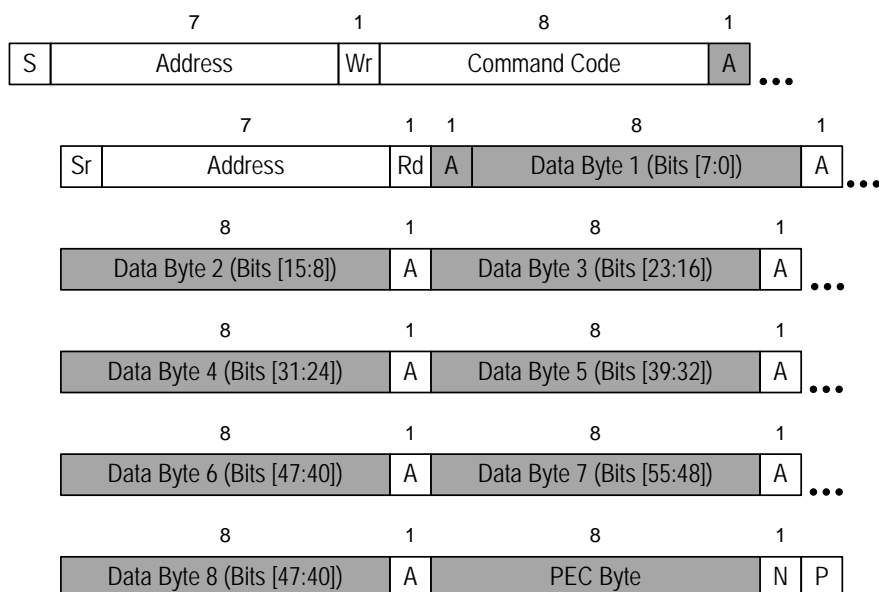 7 1 8 1
S Address Wr Command Code A ...
7 1 1 8 1
Sr Address Rd A Data Byte 1 (Bits [7:0]) A ...
8 1 8 1
Data Byte 2 (Bits [15:8]) A Data Byte 3 (Bits [23:16]) A ...
8 1 8 1
Data Byte 4 (Bits [31:24]) A Data Byte 5 (Bits [39:32]) A ...
8 1 8 1
Data Byte 6 (Bits [47:40]) A Data Byte 7 (Bits [55:48]) A ...
8 1 8 1
Data Byte 8 (Bits [47:40]) A PEC Byte N P